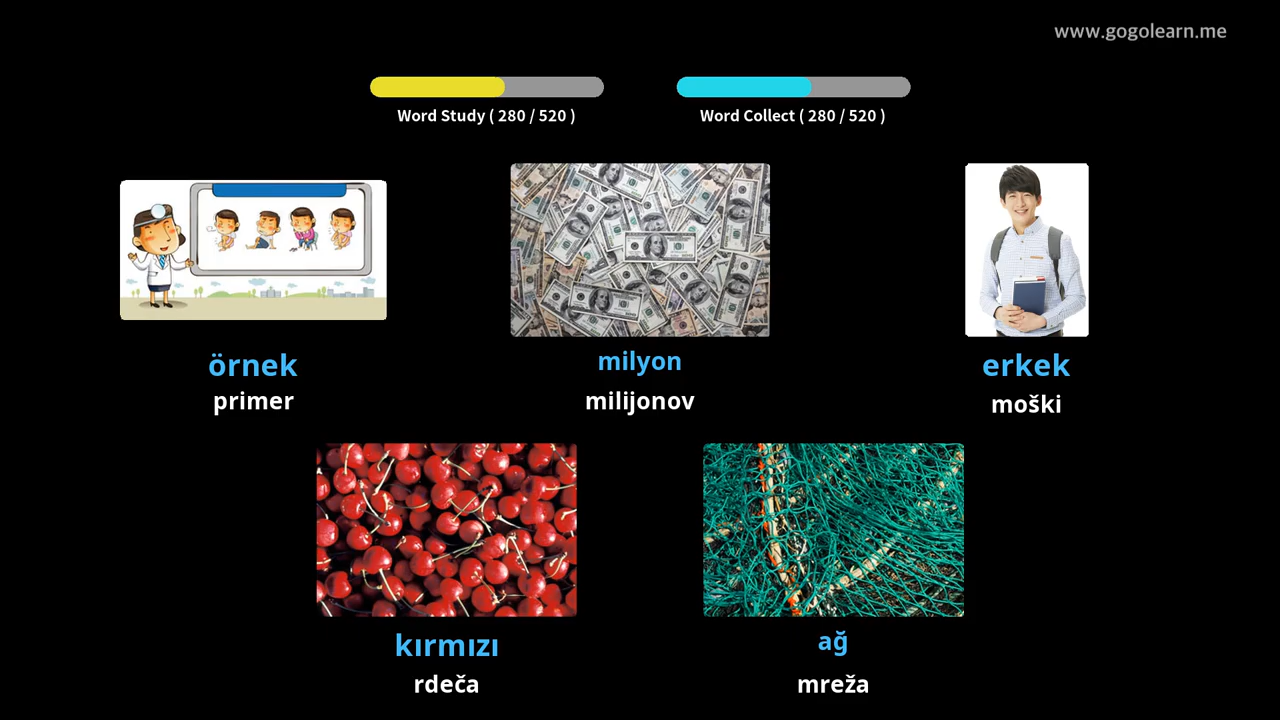 www.gogolearn.me
Word Study ( 280 / 520 )
Word Collect ( 280 / 520 )
örnek
primer
milyon
milijonov
erkek
moški
kırmızı
rdeča
ağ
mreža